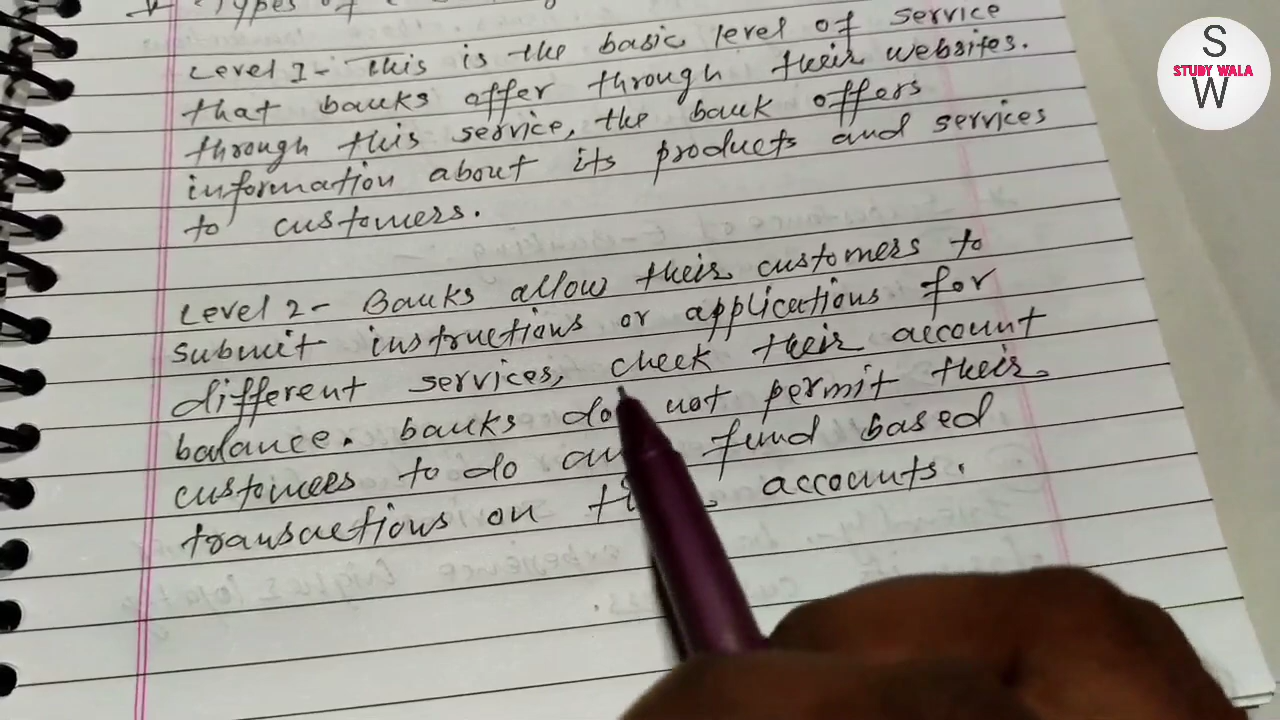 Types of
Level 1 - This is the basic level of service
that banks offer through their websites.
through this service, the bank offers
information about its products and services
to customers.
Level 2 - Banks allow their customers to
submit instructions or applications for
different services, check their account
balance. banks do not permit their
customers to do fund based
transactions on accounts.
S
STUDY WALA
W